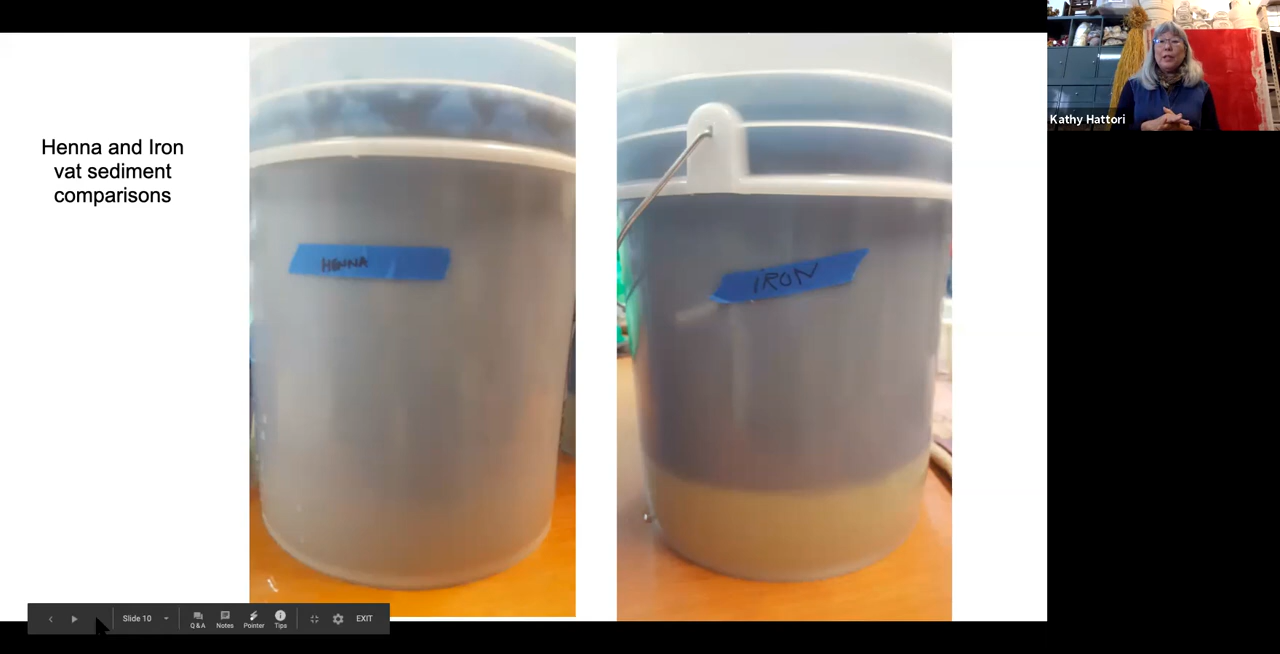 Henna and Iron
vat sediment
comparisons
HENNA
IRON
Kathy Hattori
Slide 10
Q&A
Notes
Pointer
Tips
EXIT